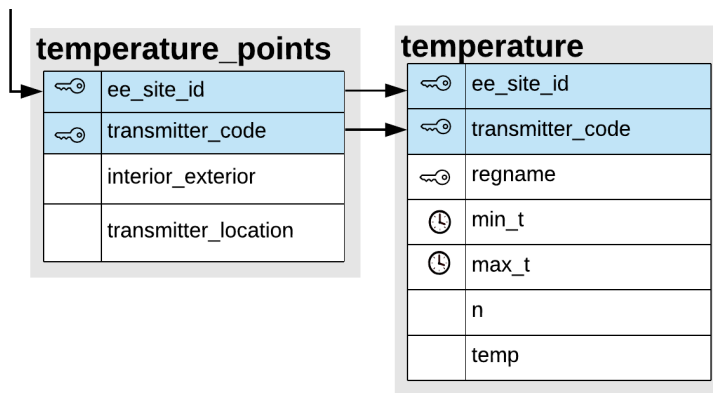 temperature_points
ee_site_id
transmitter_code
interior_exterior
transmitter_location
temperature
ee_site_id
transmitter_code
regname
min_t
max_t
n
temp